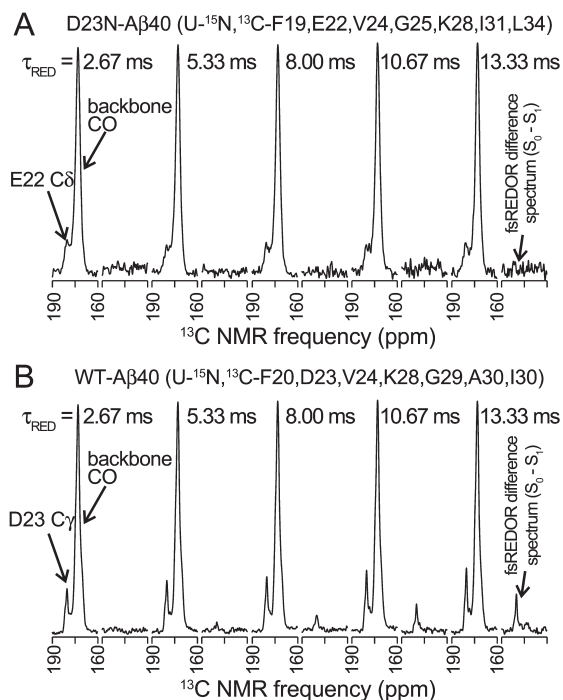 A D23N-Aβ40 (U-¹⁵N,¹³C-F19,E22,V24,G25,K28,I31,L34)
τRED = 2.67 ms 5.33 ms 8.00 ms 10.67 ms 13.33 ms
backbone
CO
E22 Cδ
fsREDOR difference
spectrum (S₀ - S₁)
190 160 190 160 190 160 190 160 190 160
¹³C NMR frequency (ppm)
B WT-Aβ40 (U-¹⁵N,¹³C-F20,D23,V24,K28,G29,A30,I30)
τRED = 2.67 ms 5.33 ms 8.00 ms 10.67 ms 13.33 ms
backbone
CO
D23 Cγ
fsREDOR difference
spectrum (S₀ - S₁)
190 160 190 160 190 160 190 160 190 160
¹³C NMR frequency (ppm)